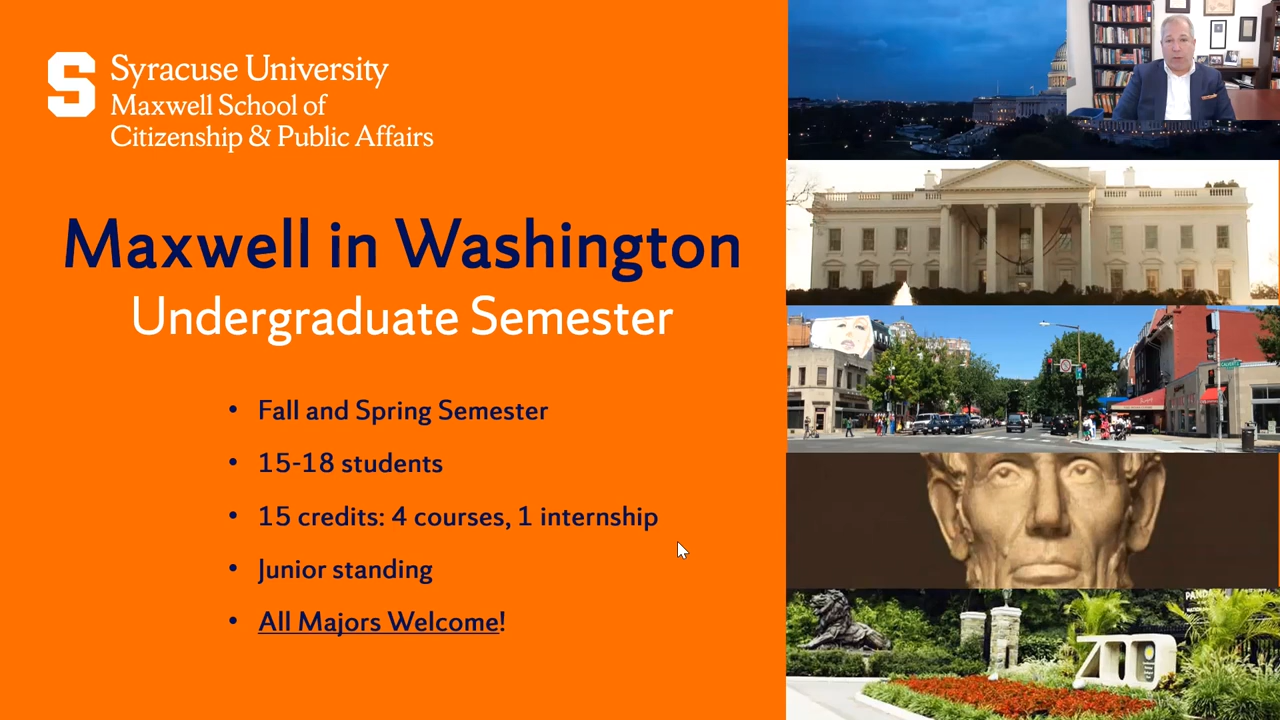 S
Syracuse University
Maxwell School of
Citizenship & Public Affairs
Maxwell in Washington
Undergraduate Semester
• Fall and Spring Semester
• 15-18 students
• 15 credits: 4 courses, 1 internship
• Junior standing
• All Majors Welcome!
PANDA
ZOO